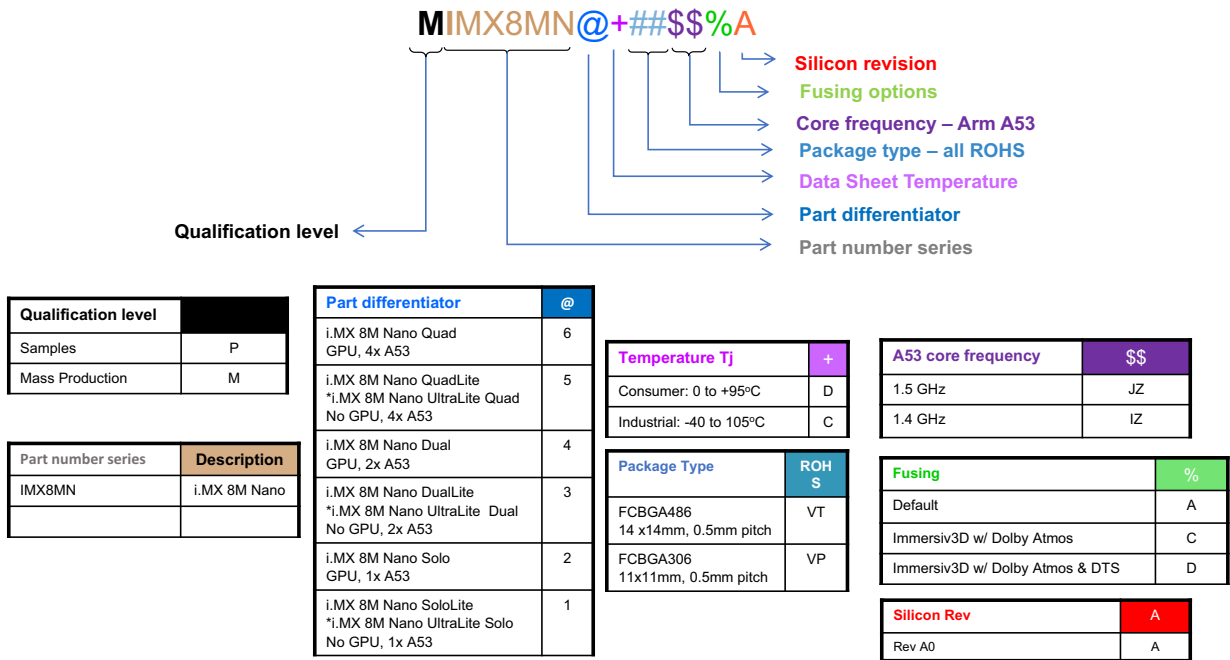 MIMX8MN@+##$$%A
Silicon revision
Fusing options
Core frequency – Arm A53
Package type – all ROHS
Data Sheet Temperature
Part differentiator
Qualification level
Part number series
Qualification level
Samples P
Mass Production M
Part number series Description
IMX8MN i.MX 8M Nano
Part differentiator @
i.MX 8M Nano Quad 6
GPU, 4x A53
i.MX 8M Nano QuadLite 5
*i.MX 8M Nano UltraLite Quad
No GPU, 4x A53
i.MX 8M Nano Dual 4
GPU, 2x A53
i.MX 8M Nano DualLite 3
*i.MX 8M Nano UltraLite Dual
No GPU, 2x A53
i.MX 8M Nano Solo 2
GPU, 1x A53
i.MX 8M Nano SoloLite 1
*i.MX 8M Nano UltraLite Solo
No GPU, 1x A53
Temperature Tj +
Consumer: 0 to +95ºC D
Industrial: -40 to 105ºC C
Package Type ROH
S
FCBGA486 VT
14 x14mm, 0.5mm pitch
FCBGA306 VP
11x11mm, 0.5mm pitch
A53 core frequency $$
1.5 GHz JZ
1.4 GHz IZ
Fusing %
Default A
Immersiv3D w/ Dolby Atmos C
Immersiv3D w/ Dolby Atmos & DTS D
Silicon Rev A
Rev A0 A